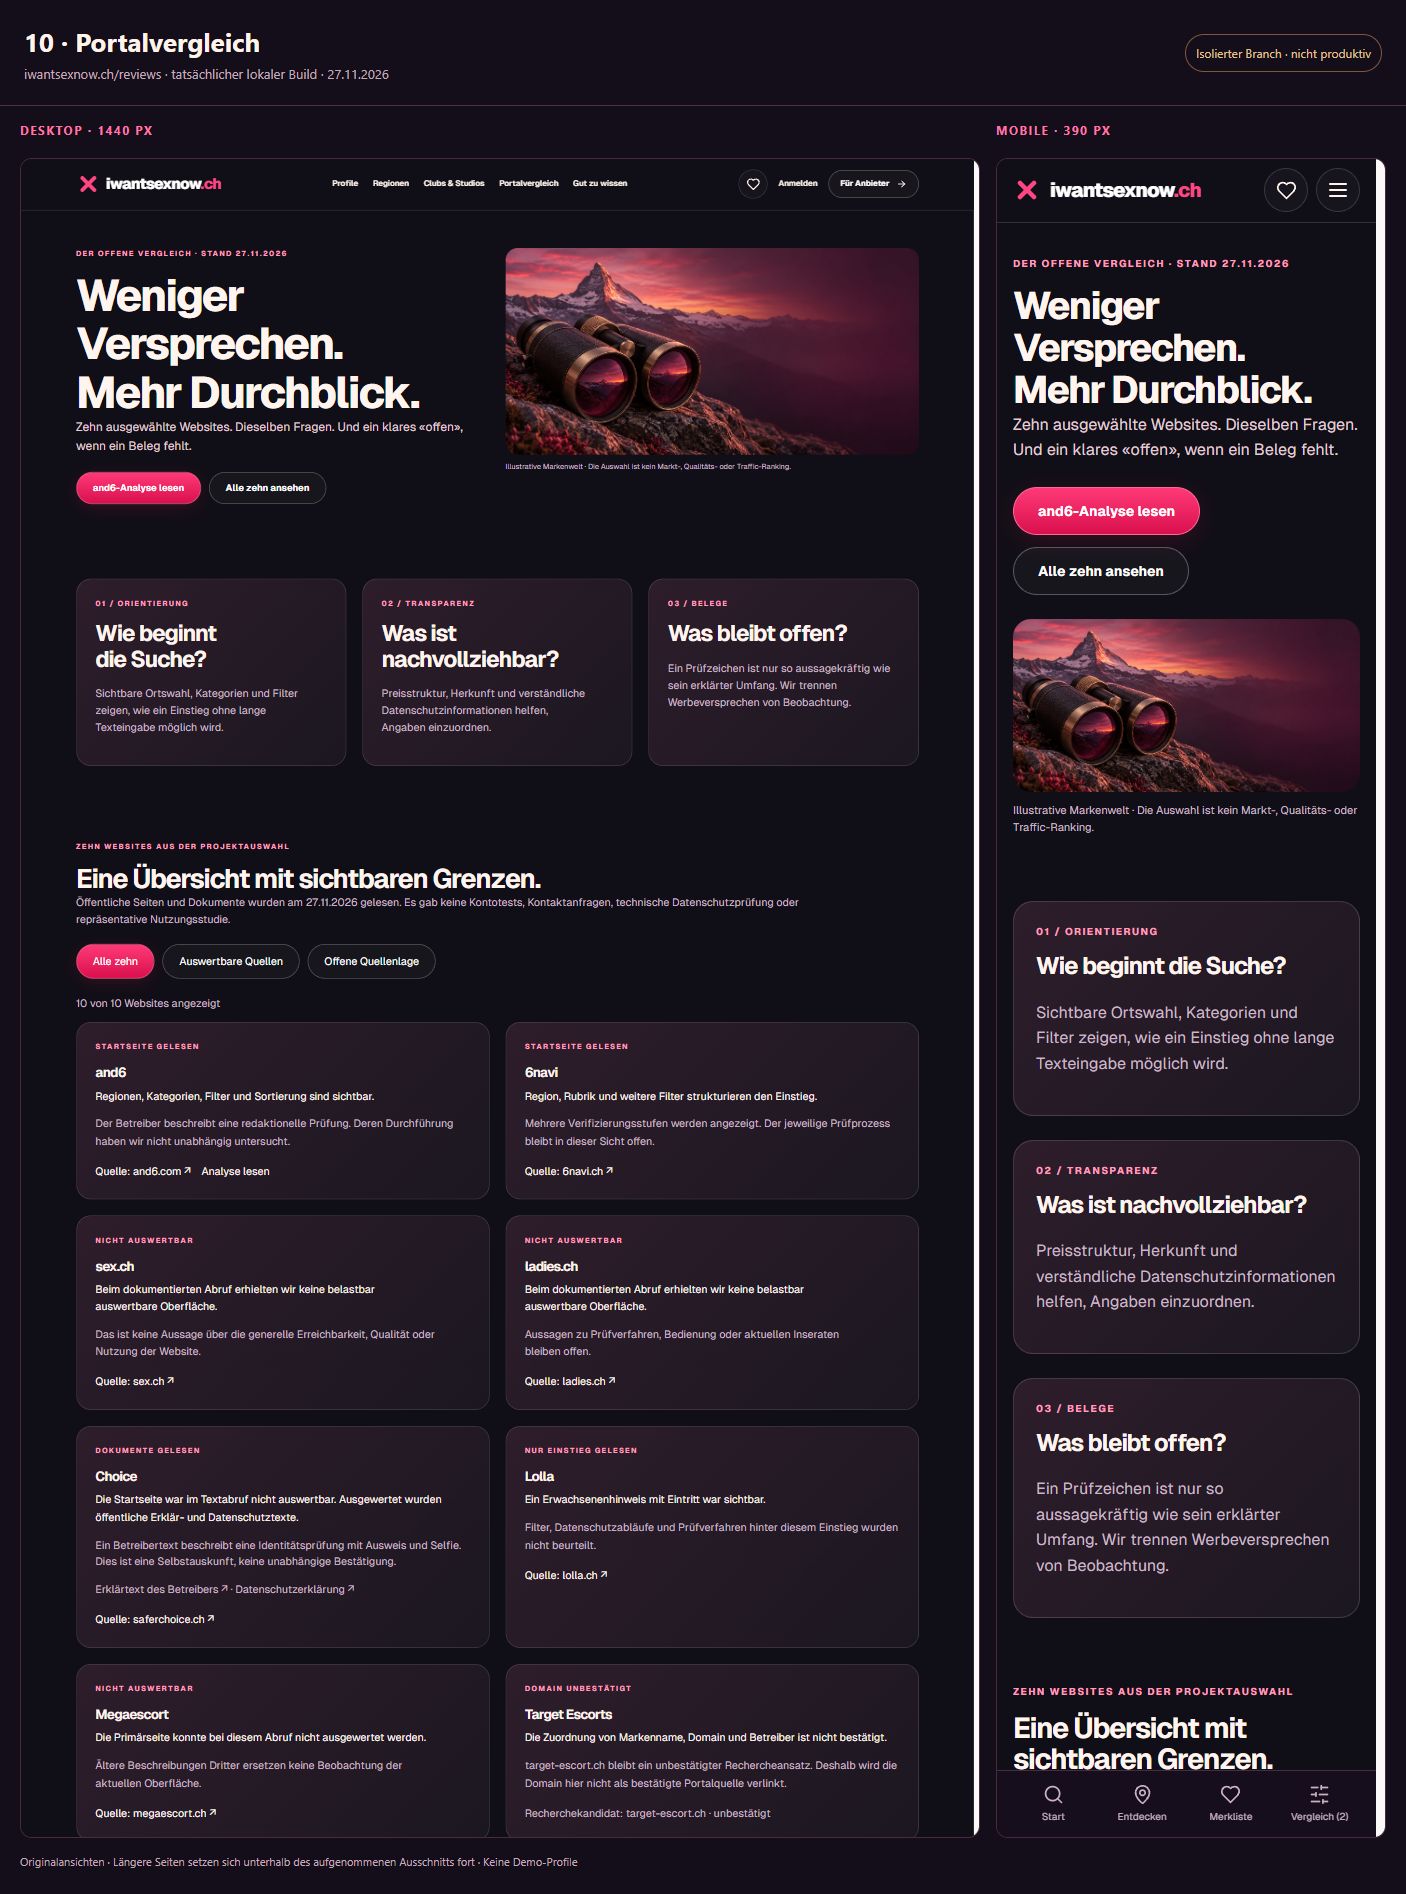 10 · Portalvergleich
iwantsexnow.ch/reviews · tatsächlicher lokaler Build · 27.11.2026
Isolierter Branch · nicht produktiv
DESKTOP · 1440 PX
iwantsexnow.ch
Profile Regionen Clubs & Studios Portalvergleich Gut zu wissen
Anmelden
Für Anbieter →
DER OFFENE VERGLEICH · STAND 27.11.2026
Weniger
Versprechen.
Mehr Durchblick.
Zehn ausgewählte Websites. Dieselben Fragen. Und ein klares «offen»,
wenn ein Beleg fehlt.
and6-Analyse lesen
Alle zehn ansehen
Illustrative Markenwelt · Die Auswahl ist kein Markt-, Qualitäts- oder Traffic-Ranking.
01 / ORIENTIERUNG
Wie beginnt
die Suche?
Sichtbare Ortswahl, Kategorien und Filter
zeigen, wie ein Einstieg ohne lange
Texteingabe möglich wird.
02 / TRANSPARENZ
Was ist
nachvollziehbar?
Preisstruktur, Herkunft und verständliche
Datenschutzinformationen helfen,
Angaben einzuordnen.
03 / BELEGE
Was bleibt offen?
Ein Prüfzeichen ist nur so aussagekräftig wie
sein erklärter Umfang. Wir trennen
Werbeversprechen von Beobachtung.
ZEHN WEBSITES AUS DER PROJEKTAUSWAHL
Eine Übersicht mit sichtbaren Grenzen.
Öffentliche Seiten und Dokumente wurden am 27.11.2026 gelesen. Es gab keine Kontotests, Kontaktanfragen, technische Datenschutzprüfung oder
repräsentative Nutzungsstudie.
Alle zehn
Auswertbare Quellen
Offene Quellenlage
10 von 10 Websites angezeigt
STARTSEITE GELESEN
and6
Regionen, Kategorien, Filter und Sortierung sind sichtbar.
Der Betreiber beschreibt eine redaktionelle Prüfung. Deren Durchführung
haben wir nicht unabhängig untersucht.
Quelle: and6.com ↗ Analyse lesen
STARTSEITE GELESEN
6navi
Region, Rubrik und weitere Filter strukturieren den Einstieg.
Mehrere Verifizierungsstufen werden angezeigt. Der jeweilige Prüfprozess
bleibt in dieser Sicht offen.
Quelle: 6navi.ch ↗
NICHT AUSWERTBAR
sex.ch
Beim dokumentierten Abruf erhielten wir keine belastbar
auswertbare Oberfläche.
Das ist keine Aussage über die generelle Erreichbarkeit, Qualität oder
Nutzung der Website.
Quelle: sex.ch ↗
NICHT AUSWERTBAR
ladies.ch
Beim dokumentierten Abruf erhielten wir keine belastbar
auswertbare Oberfläche.
Aussagen zu Prüfverfahren, Bedienung oder aktuellen Inseraten
bleiben offen.
Quelle: ladies.ch ↗
DOKUMENTE GELESEN
Choice
Die Startseite war im Textabruf nicht auswertbar. Ausgewertet wurden
öffentliche Erklär- und Datenschutztexte.
Ein Betreibertext beschreibt eine Identitätsprüfung mit Ausweis und Selfie.
Dies ist eine Selbstauskunft, keine unabhängige Bestätigung.
Erklärtext des Betreibers ↗ · Datenschutzerklärung ↗
Quelle: saferchoice.ch ↗
NUR EINSTIEG GELESEN
Lolla
Ein Erwachsenenhinweis mit Eintritt war sichtbar.
Filter, Datenschutzabläufe und Prüfverfahren hinter diesem Einstieg wurden
nicht beurteilt.
Quelle: lolla.ch ↗
NICHT AUSWERTBAR
Megaescort
Die Primärseite konnte bei diesem Abruf nicht ausgewertet werden.
Ältere Beschreibungen Dritter ersetzen keine Beobachtung der
aktuellen Oberfläche.
Quelle: megaescort.ch ↗
DOMAIN UNBESTÄTIGT
Target Escorts
Die Zuordnung von Markenname, Domain und Betreiber ist nicht bestätigt.
target-escort.ch bleibt ein unbestätigter Rechercheansatz. Deshalb wird die
Domain hier nicht als bestätigte Portalquelle verlinkt.
Recherchekandidat: target-escort.ch · unbestätigt
MOBILE · 390 PX
iwantsexnow.ch
DER OFFENE VERGLEICH · STAND 27.11.2026
Weniger
Versprechen.
Mehr Durchblick.
Zehn ausgewählte Websites. Dieselben Fragen.
Und ein klares «offen», wenn ein Beleg fehlt.
and6-Analyse lesen
Alle zehn ansehen
Illustrative Markenwelt · Die Auswahl ist kein Markt-, Qualitäts- oder
Traffic-Ranking.
01 / ORIENTIERUNG
Wie beginnt die Suche?
Sichtbare Ortswahl, Kategorien und
Filter zeigen, wie ein Einstieg ohne lange
Texteingabe möglich wird.
02 / TRANSPARENZ
Was ist nachvollziehbar?
Preisstruktur, Herkunft und
verständliche Datenschutzinformationen
helfen, Angaben einzuordnen.
03 / BELEGE
Was bleibt offen?
Ein Prüfzeichen ist nur so
aussagekräftig wie sein erklärter
Umfang. Wir trennen Werbeversprechen
von Beobachtung.
ZEHN WEBSITES AUS DER PROJEKTAUSWAHL
Eine Übersicht mit
sichtbaren Grenzen.
Start
Entdecken
Merkliste
Vergleich (2)
Originalansichten · Längere Seiten setzen sich unterhalb des aufgenommenen Ausschnitts fort · Keine Demo-Profile